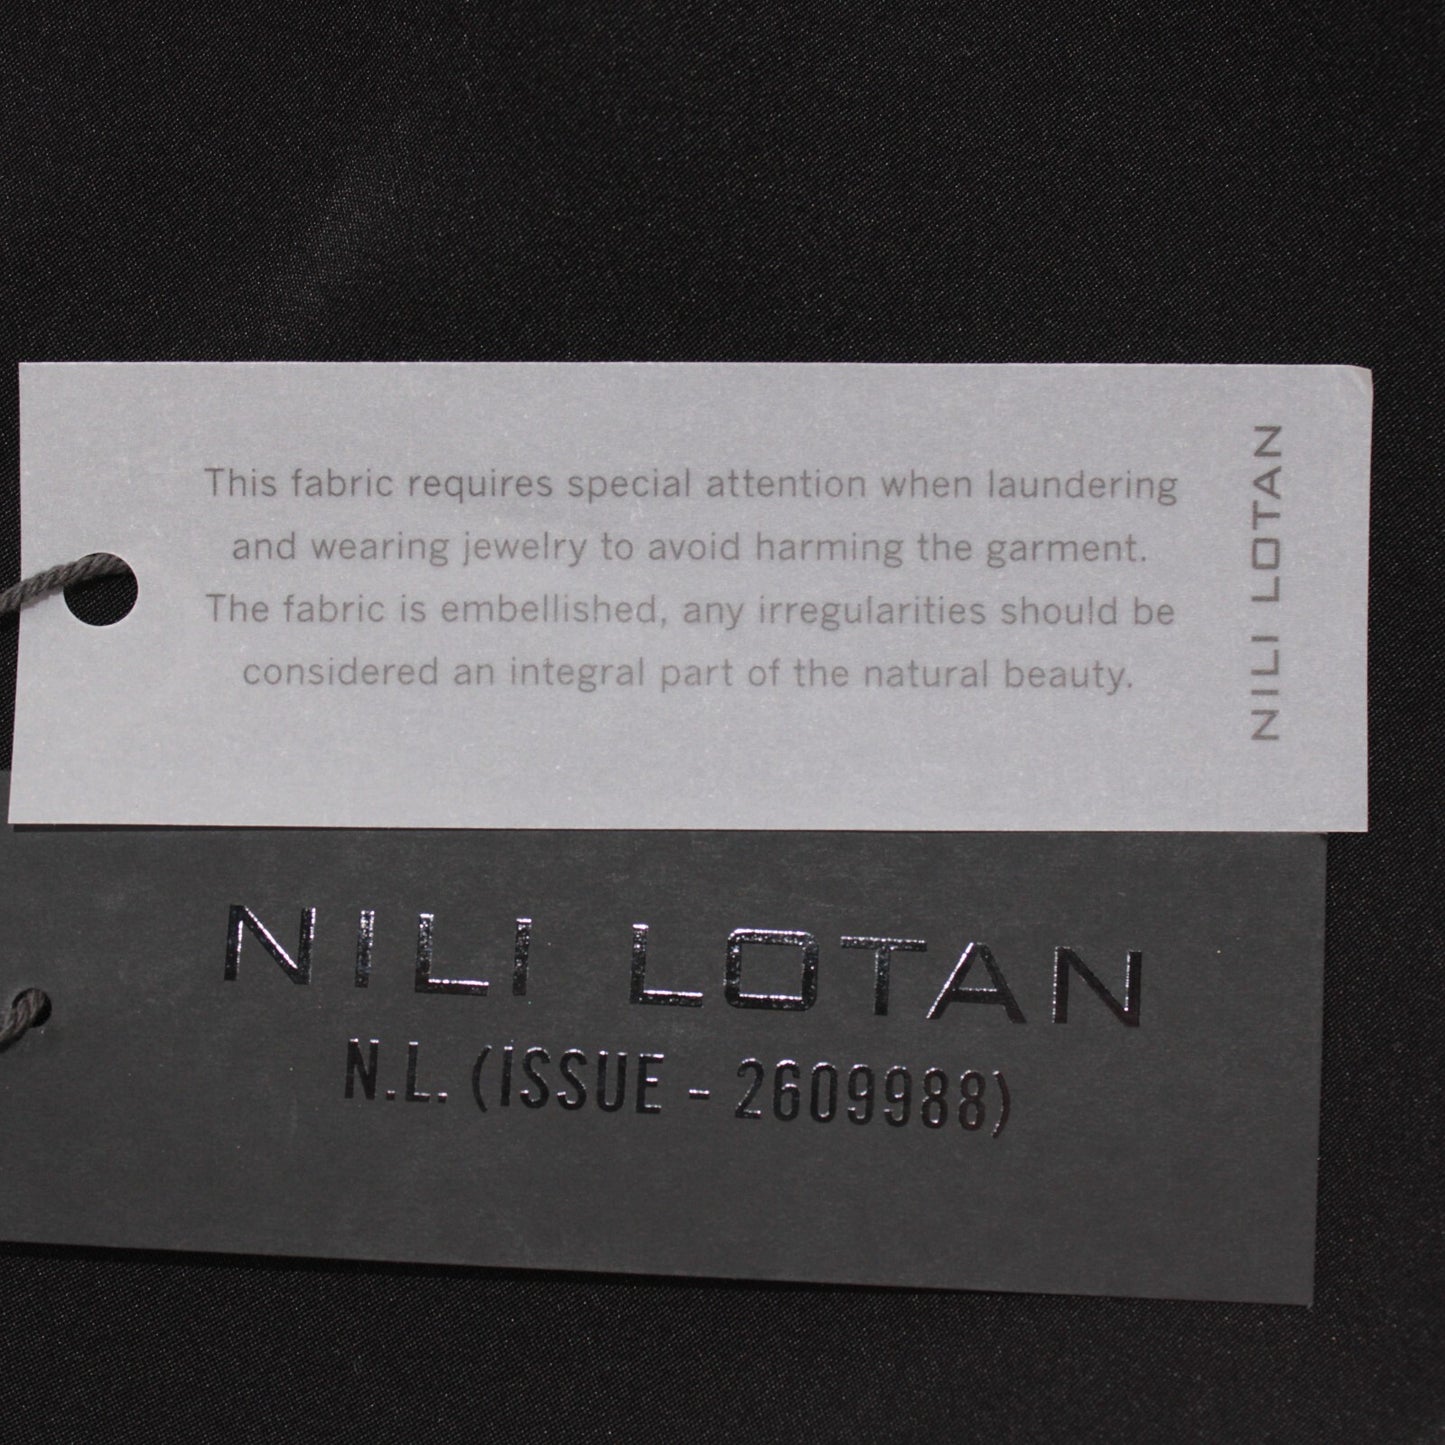 This fabric requires special attention when laundering
and wearing jewelry to avoid harming the garment.
The fabric is embellished, any irregularities should be
considered an integral part of the natural beauty.
NILI LOTAN
NILI LOTAN
N.L. (ISSUE - 2609988)